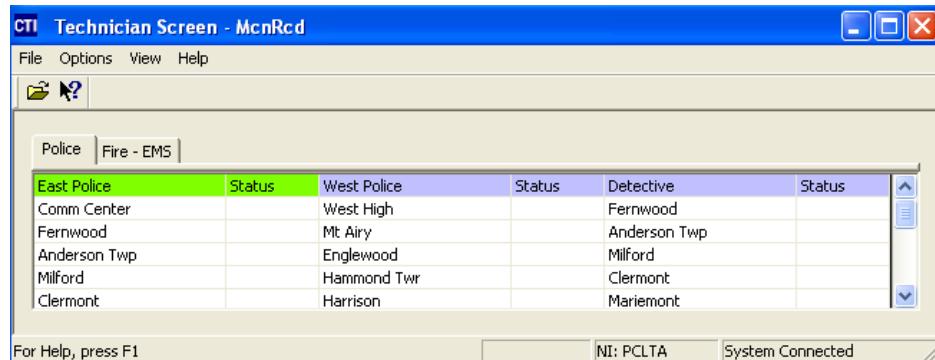 CTI Technician Screen - McnRcd
File Options View Help
Police Fire - EMS
East Police Status West Police Status Detective Status
Comm Center West High Fernwood
Fernwood Mt Airy Anderson Twp
Anderson Twp Englewood Milford
Milford Hammond Twr Clermont
Clermont Harrison Mariemont
For Help, press F1 NI: PCLTA System Connected